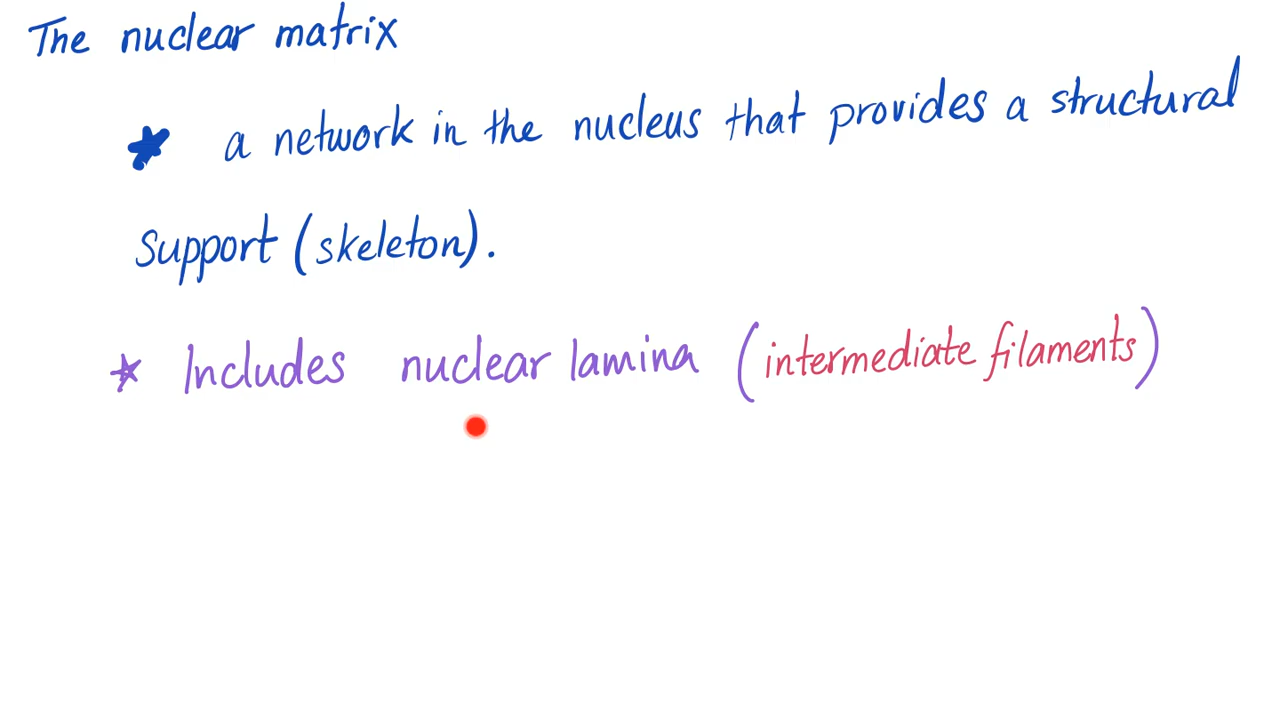 The nuclear matrix
* a network in the nucleus that provides a structural
support (skeleton).
* Includes nuclear lamina (intermediate filaments)